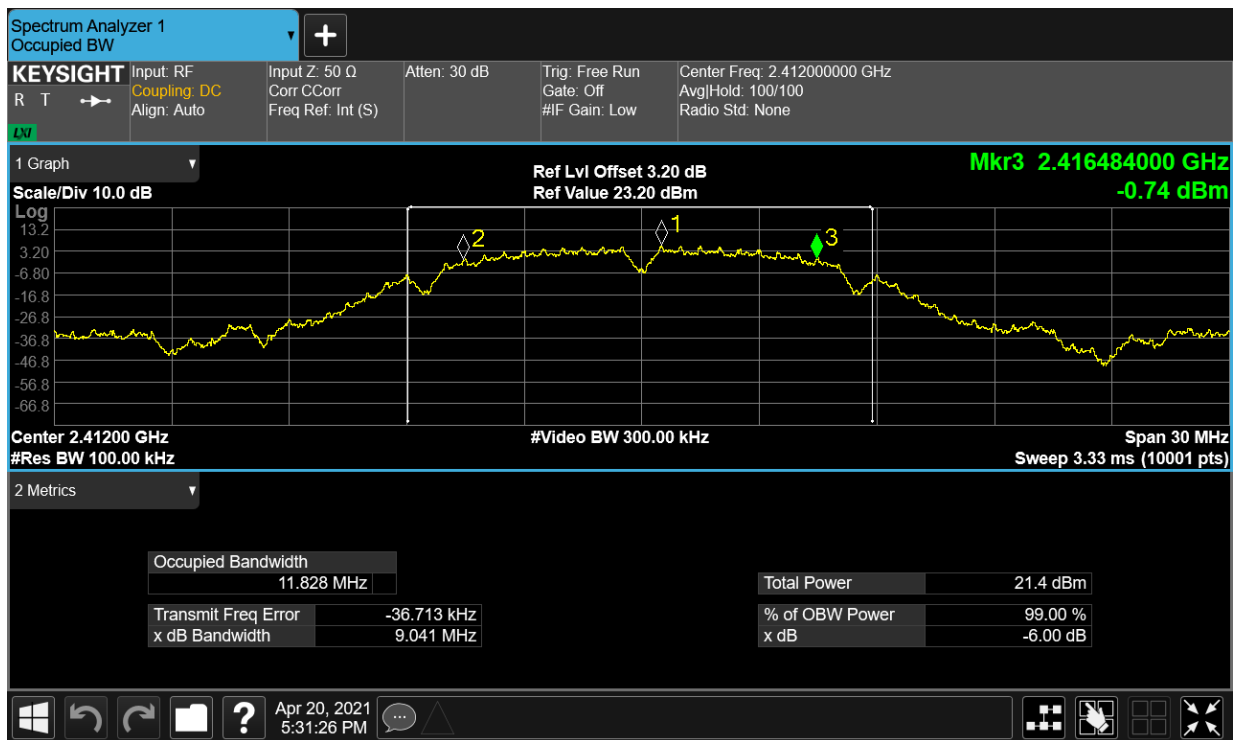 Spectrum Analyzer 1
Occupied BW
KEYSIGHT
R T
LXI
Input: RF
Coupling: DC
Align: Auto
Input Z: 50 Ω
Corr CCorr
Freq Ref: Int (S)
Atten: 30 dB
Trig: Free Run
Gate: Off
#IF Gain: Low
Center Freq: 2.412000000 GHz
Avg|Hold: 100/100
Radio Std: None
1 Graph
Scale/Div 10.0 dB
Ref Lvl Offset 3.20 dB
Ref Value 23.20 dBm
Mkr3 2.416484000 GHz
-0.74 dBm
Log
13.2
3.20
-6.80
-16.8
-26.8
-36.8
-46.8
-56.8
-66.8
2
1
3
Center 2.41200 GHz
#Video BW 300.00 kHz
Span 30 MHz
#Res BW 100.00 kHz
Sweep 3.33 ms (10001 pts)
2 Metrics
Occupied Bandwidth
11.828 MHz
Transmit Freq Error -36.713 kHz
x dB Bandwidth 9.041 MHz
Total Power 21.4 dBm
% of OBW Power 99.00 %
x dB -6.00 dB
?
Apr 20, 2021
5:31:26 PM